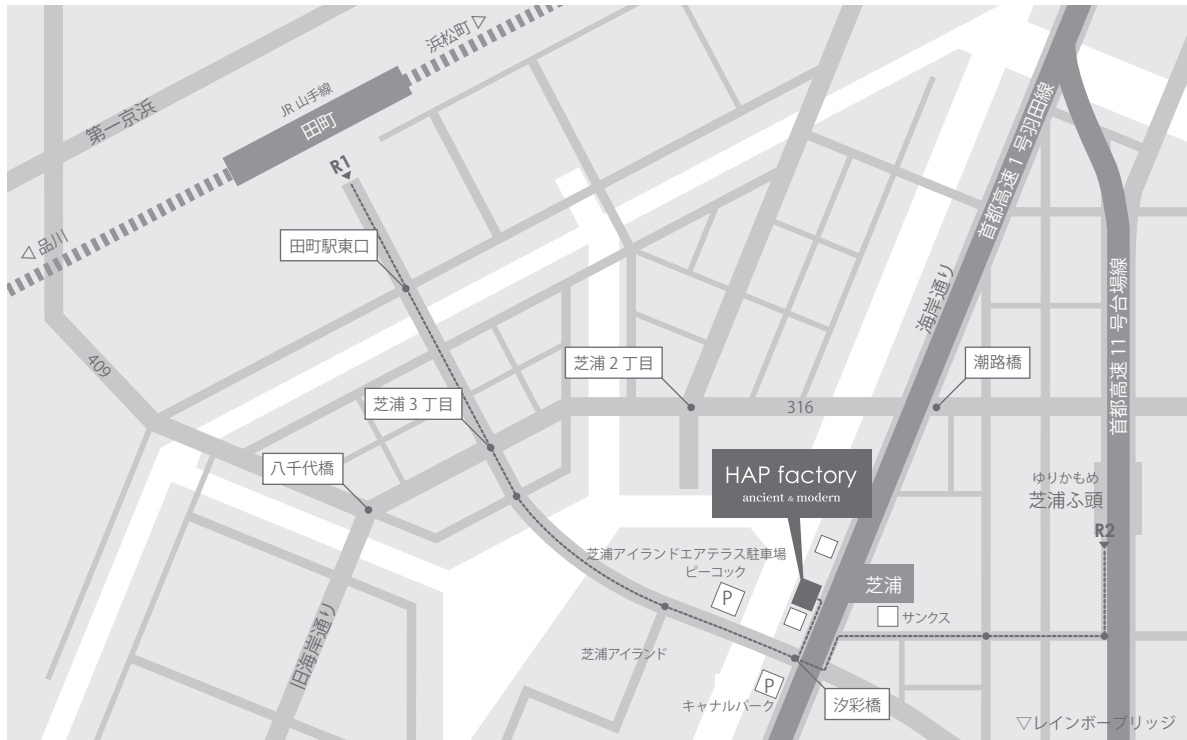 浜松町▷
JR 山手線
田町
第一京浜
R1
◁品川
田町駅東口
首都高速 1 号羽田線
海岸通り
首都高速 11 号台場線
409
芝浦 2 丁目
潮路橋
芝浦 3 丁目
316
八千代橋
HAP factory
ancient & modern
ゆりかもめ
芝浦ふ頭
R2
芝浦アイランドエアテラス駐車場
ピーコック
P
芝浦
サンクス
旧海岸通り
芝浦アイランド
P
キャナルパーク
汐彩橋
▽レインボーブリッジ